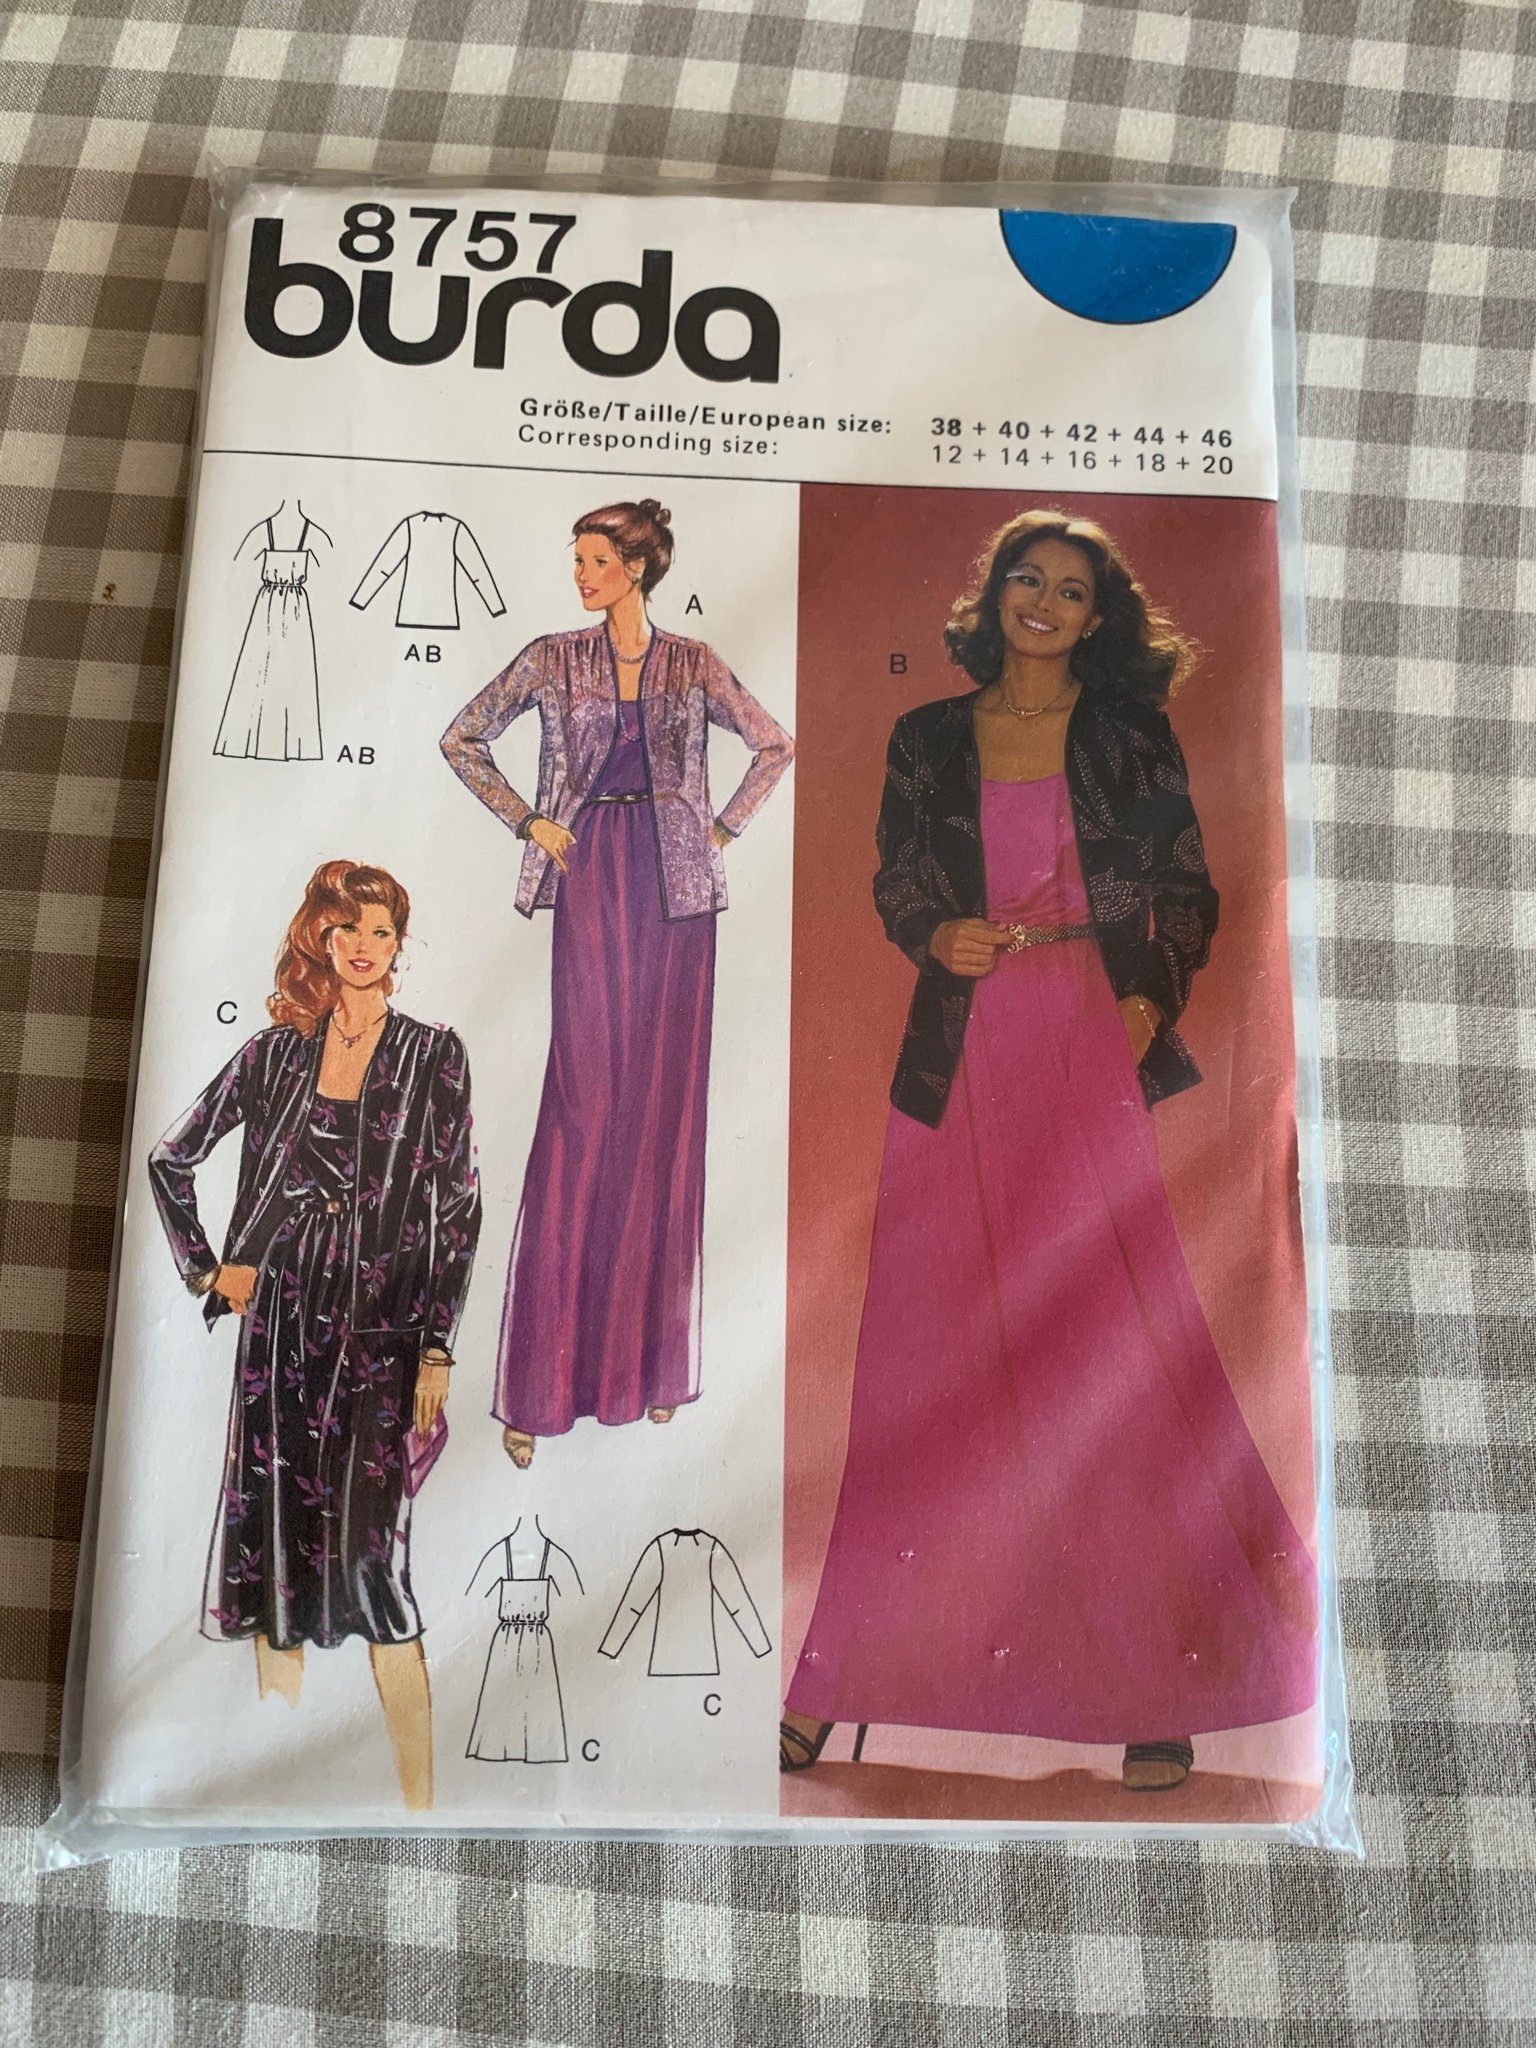 8757
burda
Größe/Taille/European size: 38 + 40 + 42 + 44 + 46
Corresponding size: 12 + 14 + 16 + 18 + 20
A
B
AB
AB
C
C
C